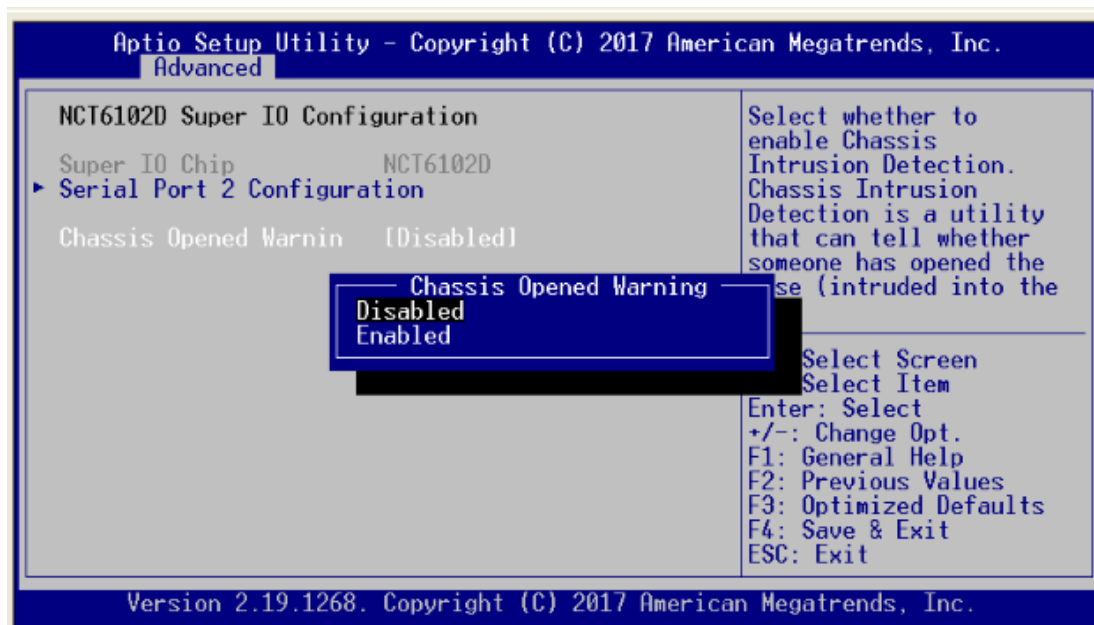 Aptio Setup Utility - Copyright (C) 2017 American Megatrends, Inc.
Advanced
NCT6102D Super IO Configuration
Super IO Chip NCT6102D
Serial Port 2 Configuration
Chassis Opened Warnin [Disabled]
Chassis Opened Warning
Disabled
Enabled
Select whether to
enable Chassis
Intrusion Detection.
Chassis Intrusion
Detection is a utility
that can tell whether
someone has opened the
(intruded into the
Select Screen
Select Item
Enter: Select
+/-: Change Opt.
F1: General Help
F2: Previous Values
F3: Optimized Defaults
F4: Save & Exit
ESC: Exit
Version 2.19.1268. Copyright (C) 2017 American Megatrends, Inc.